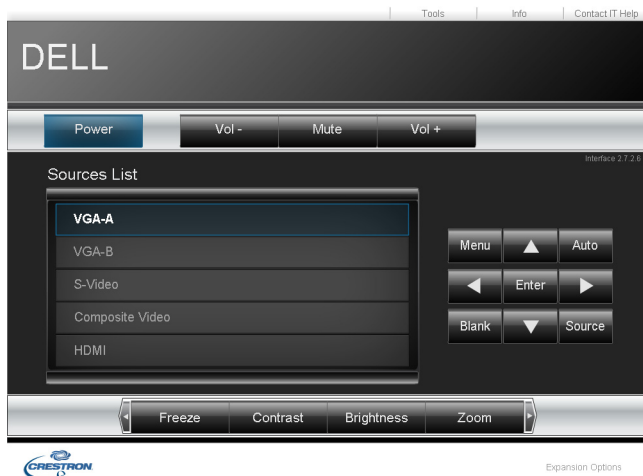 Tools Info Contact IT Help
DELL
Power Vol - Mute Vol +
Interface 2.7.2.6
Sources List
VGA-A
VGA-B
S-Video
Composite Video
HDMI
Menu Auto
Enter
Blank Source
Freeze Contrast Brightness Zoom
CRESTRON
Expansion Options